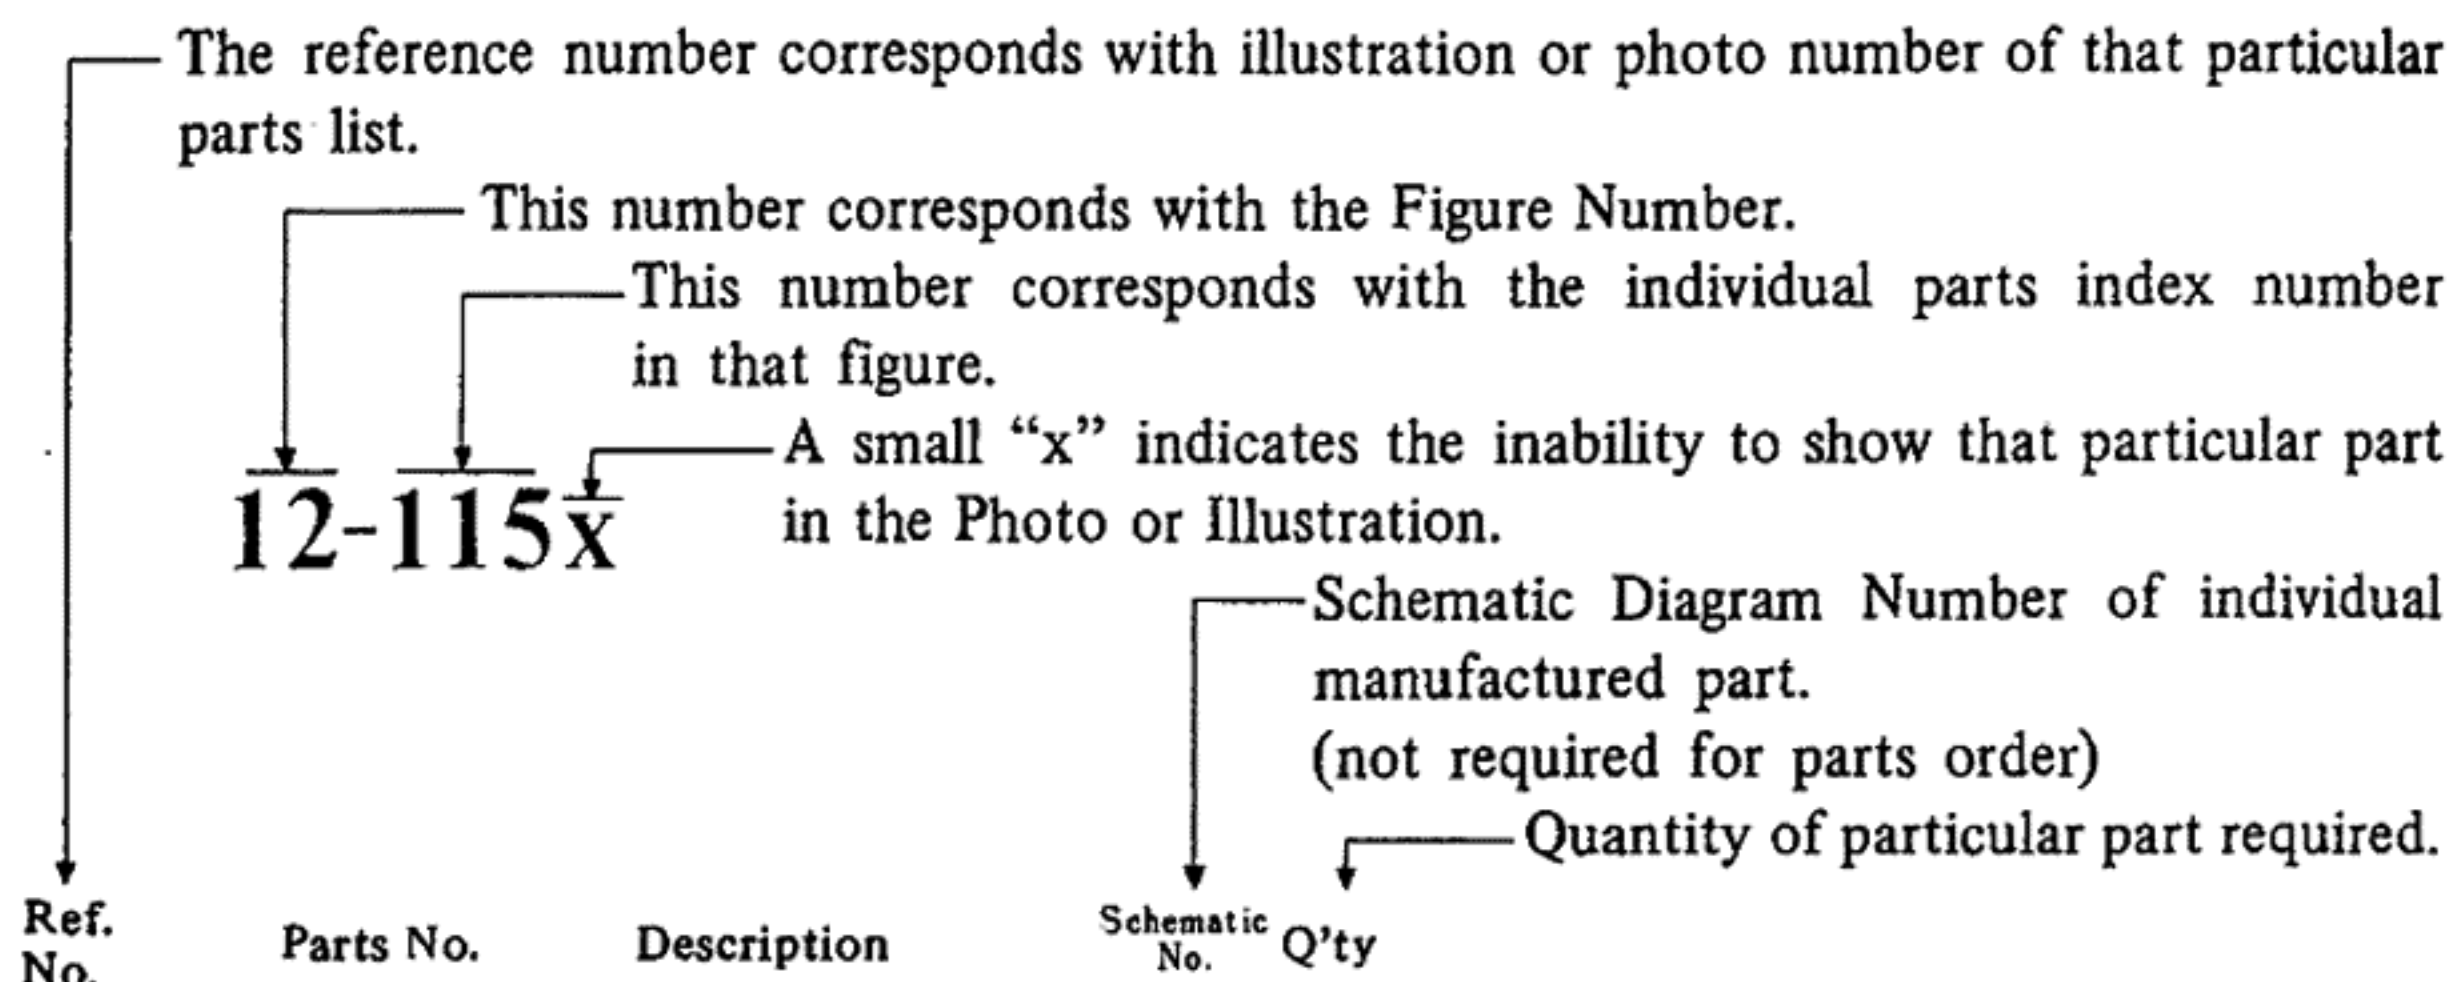 The reference number corresponds with illustration or photo number of that particular
parts list.
This number corresponds with the Figure Number.
This number corresponds with the individual parts index number
in that figure.
A small “x” indicates the inability to show that particular part
in the Photo or Illustration.
12-115x
Schematic Diagram Number of individual
manufactured part.
(not required for parts order)
Quantity of particular part required.
Ref.
No.
Parts No.
Description
Schematic
No.
Q’ty